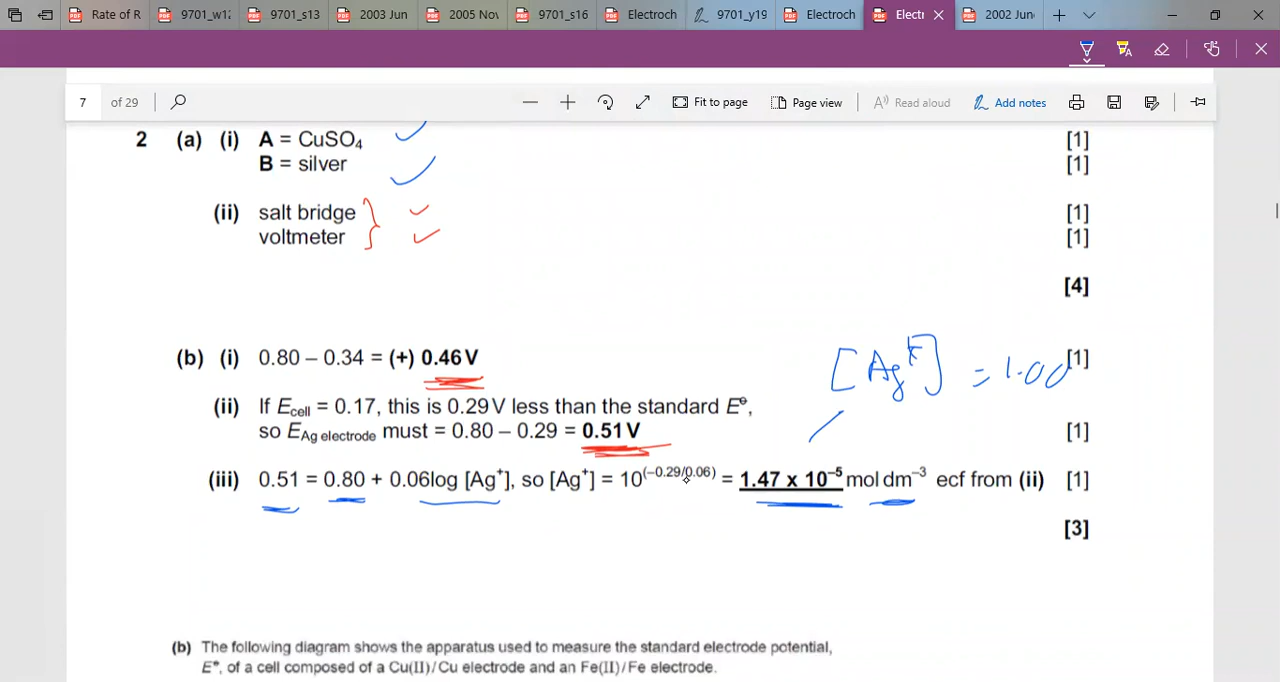 Rate of R 9701_w12 9701_s13 2003 Jun 2005 Nov 9701_s16 Electroch 9701_y19 Electroch Electr 2002 Jun
7 of 29 Fit to page Page view Read aloud Add notes
2 (a) (i) A = CuSO₄ [1]
B = silver [1]
(ii) salt bridge [1]
voltmeter [1]
[4]
(b) (i) 0.80 – 0.34 = (+) 0.46 V [1]
[Ag⁺] = 1.00
(ii) If E_cell = 0.17, this is 0.29 V less than the standard E⦵,
so E_Ag electrode must = 0.80 – 0.29 = 0.51 V [1]
(iii) 0.51 = 0.80 + 0.06log [Ag⁺], so [Ag⁺] = 10^(–0.29/0.06) = 1.47 x 10⁻⁵ mol dm⁻³ ecf from (ii) [1]
[3]
(b) The following diagram shows the apparatus used to measure the standard electrode potential,
E⦵, of a cell composed of a Cu(II)/Cu electrode and an Fe(II)/Fe electrode.